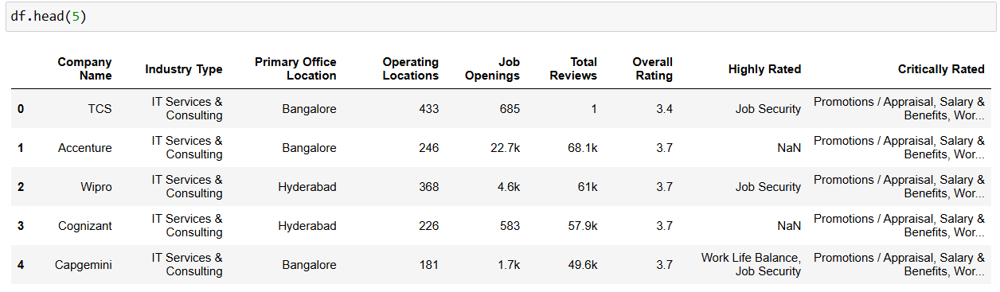 df.head(5)
Company Name Industry Type Primary Office Location Operating Locations Job Openings Total Reviews Overall Rating Highly Rated Critically Rated
0 TCS IT Services & Consulting Bangalore 433 685 1 3.4 Job Security Promotions / Appraisal, Salary & Benefits, Wor...
1 Accenture IT Services & Consulting Bangalore 246 22.7k 68.1k 3.7 NaN Promotions / Appraisal, Salary & Benefits, Wor...
2 Wipro IT Services & Consulting Hyderabad 368 4.6k 61k 3.7 Job Security Promotions / Appraisal, Salary & Benefits, Wor...
3 Cognizant IT Services & Consulting Hyderabad 226 583 57.9k 3.7 NaN Promotions / Appraisal, Salary & Benefits, Wor...
4 Capgemini IT Services & Consulting Bangalore 181 1.7k 49.6k 3.7 Work Life Balance, Job Security Promotions / Appraisal, Salary & Benefits, Wor...